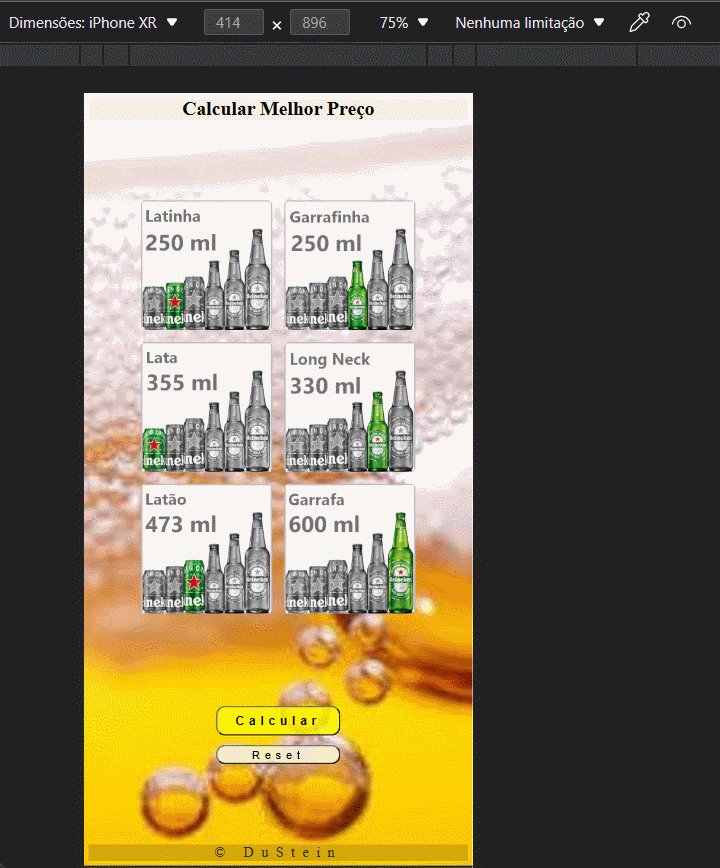 Dimensões: iPhone XR ▼ 414 × 896 75% ▼ Nenhuma limitação ▼
Calcular Melhor Preço
Latinha
250 ml
Garrafinha
250 ml
Lata
355 ml
Long Neck
330 ml
Latão
473 ml
Garrafa
600 ml
Calcular
Reset
© DuStein